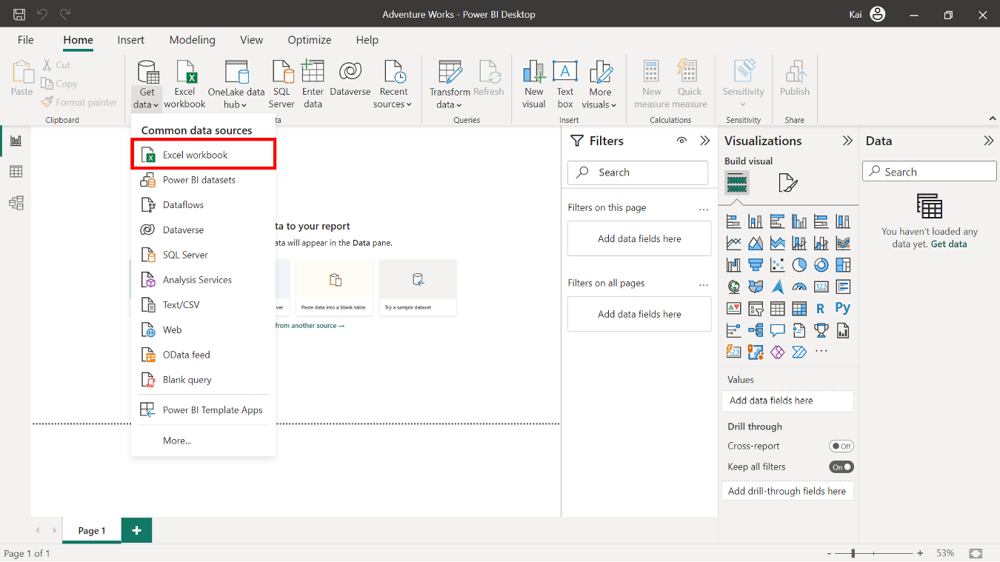 Adventure Works - Power BI Desktop
Kai
File Home Insert Modeling View Optimize Help
Paste
Cut
Copy
Format painter
Clipboard
Get data
Excel workbook
OneLake data hub
SQL Server
Enter data
Dataverse
Recent sources
ta
Transform data
Refresh
Queries
New visual
Text box
More visuals
Insert
New measure
Quick measure
Calculations
Sensitivity
Sensitivity
Publish
Share
Common data sources
Excel workbook
Power BI datasets
Dataflows
Dataverse
SQL Server
Analysis Services
Text/CSV
Web
OData feed
Blank query
Power BI Template Apps
More...
ta to your report
ata will appear in the Data pane.
ver
Paste data into a blank table
Try a sample dataset
from another source →
Filters
Search
Filters on this page
...
Add data fields here
Filters on all pages
...
Add data fields here
Visualizations
Build visual
123
R
Py
123
...
Values
Add data fields here
Drill through
Cross-report
Off
Keep all filters
On
Add drill-through fields here
Data
Search
You haven't loaded any
data yet. Get data
Page 1
+
Page 1 of 1
- + 53%